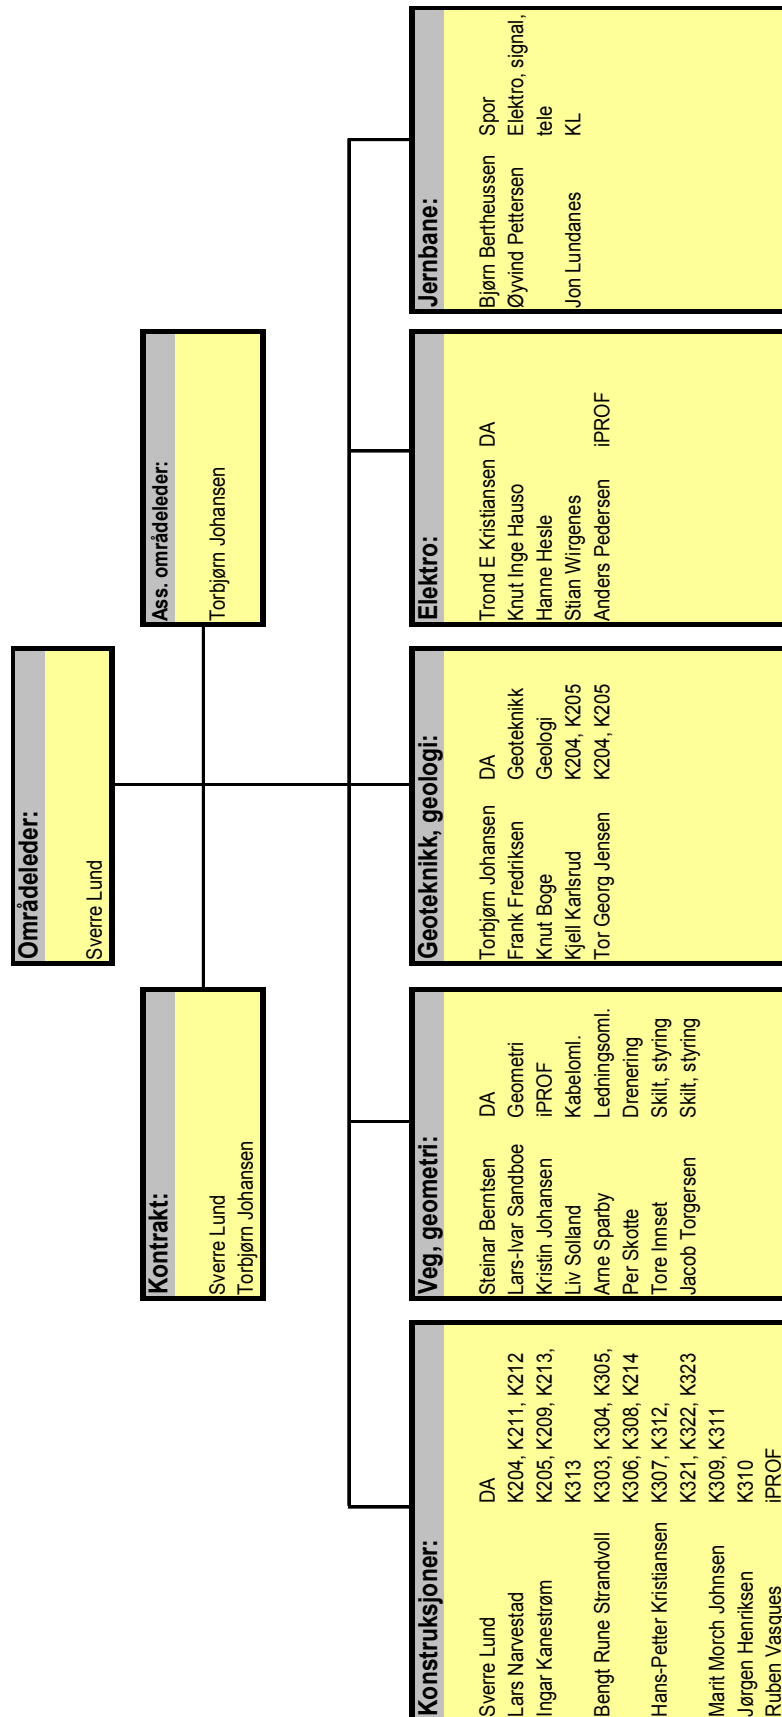 Områdeleder:
Sverre Lund
Kontrakt:
Sverre Lund
Torbjørn Johansen
Ass. områdeleder:
Torbjørn Johansen
Konstruksjoner:
Sverre Lund DA
Lars Narvestad K204, K211, K212
Ingar Kanestrøm K205, K209, K213,
K313
Bengt Rune Strandvoll K303, K304, K305,
K306, K308, K214
Hans-Petter Kristiansen K307, K312,
K321, K322, K323
Marit Morch Johnsen K309, K311
Jørgen Henriksen K310
Ruben Vasques iPROF
Veg, geometri:
Steinar Berntsen DA
Lars-Ivar Sandboe Geometri
Kristin Johansen iPROF
Liv Solland Kabeloml.
Arne Sparby Ledningsoml.
Per Skotte Drenering
Tore Innset Skilt, styring
Jacob Torgersen Skilt, styring
Geoteknikk, geologi:
Torbjørn Johansen DA
Frank Fredriksen Geoteknikk
Knut Boge Geologi
Kjell Karlsrud K204, K205
Tor Georg Jensen K204, K205
Elektro:
Trond E Kristiansen DA
Knut Inge Hauso
Hanne Hesle
Stian Wirgenes
Anders Pedersen iPROF
Jernbane:
Bjørn Bertheussen Spor
Øyvind Pettersen Elektro, signal,
tele
Jon Lundanes KL